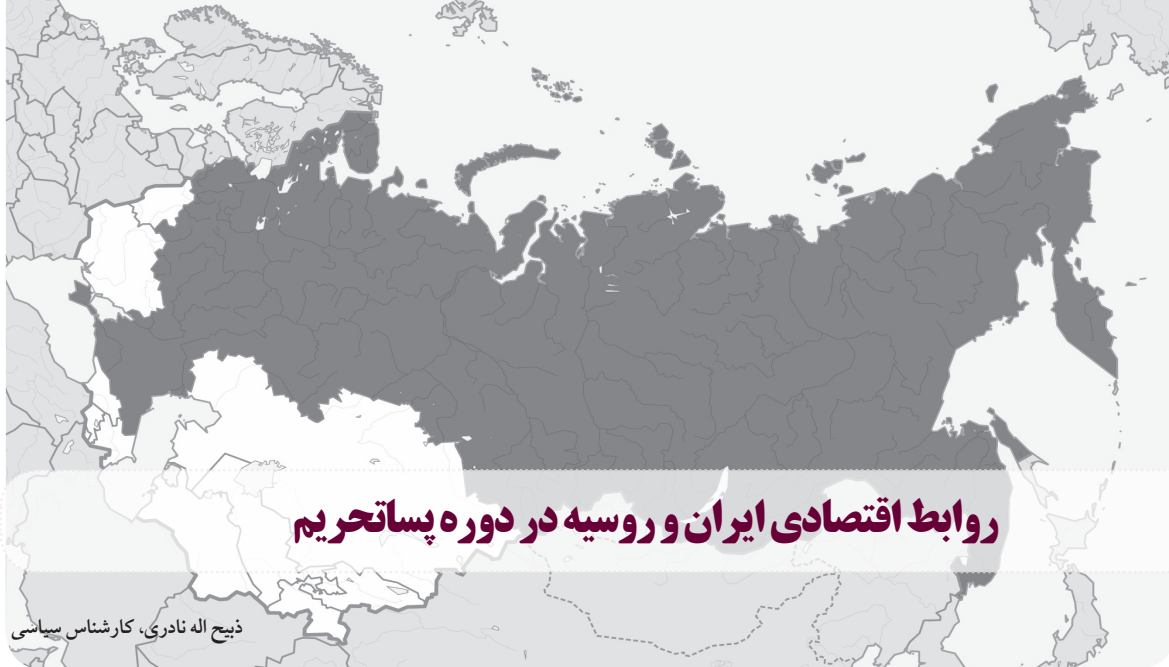 روابط اقتصادی ایران و روسیه در دوره پساتحریم
ذبیح اله نادری، کارشناس سیاسی